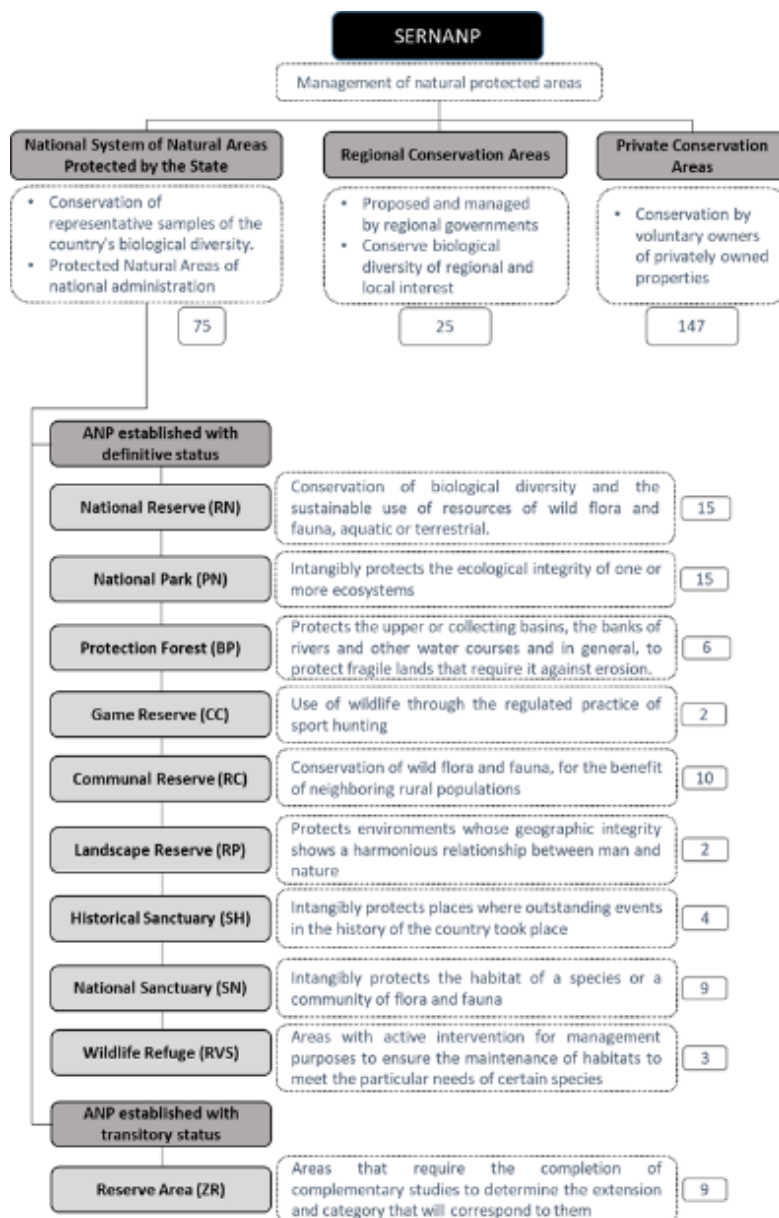 SERNANP
Management of natural protected areas
National System of Natural Areas
Protected by the State
• Conservation of
representative samples of the
country's biological diversity.
• Protected Natural Areas of
national administration
75
Regional Conservation Areas
• Proposed and managed
by regional governments
• Conserve biological
diversity of regional and
local interest
25
Private Conservation
Areas
• Conservation by
voluntary owners
of privately owned
properties
147
ANP established with
definitive status
National Reserve (RN)
Conservation of biological diversity and the
sustainable use of resources of wild flora and
fauna, aquatic or terrestrial.
15
National Park (PN)
Intangibly protects the ecological integrity of one or
more ecosystems
15
Protection Forest (BP)
Protects the upper or collecting basins, the banks of
rivers and other water courses and in general, to
protect fragile lands that require it against erosion.
6
Game Reserve (CC)
Use of wildlife through the regulated practice of
sport hunting
2
Communal Reserve (RC)
Conservation of wild flora and fauna, for the benefit
of neighboring rural populations
10
Landscape Reserve (RP)
Protects environments whose geographic integrity
shows a harmonious relationship between man and
nature
2
Historical Sanctuary (SH)
Intangibly protects places where outstanding events
in the history of the country took place
4
National Sanctuary (SN)
Intangibly protects the habitat of a species or a
community of flora and fauna
9
Wildlife Refuge (RVS)
Areas with active intervention for management
purposes to ensure the maintenance of habitats to
meet the particular needs of certain species
3
ANP established with
transitory status
Reserve Area (ZR)
Areas that require the completion of
complementary studies to determine the extension
and category that will correspond to them
9